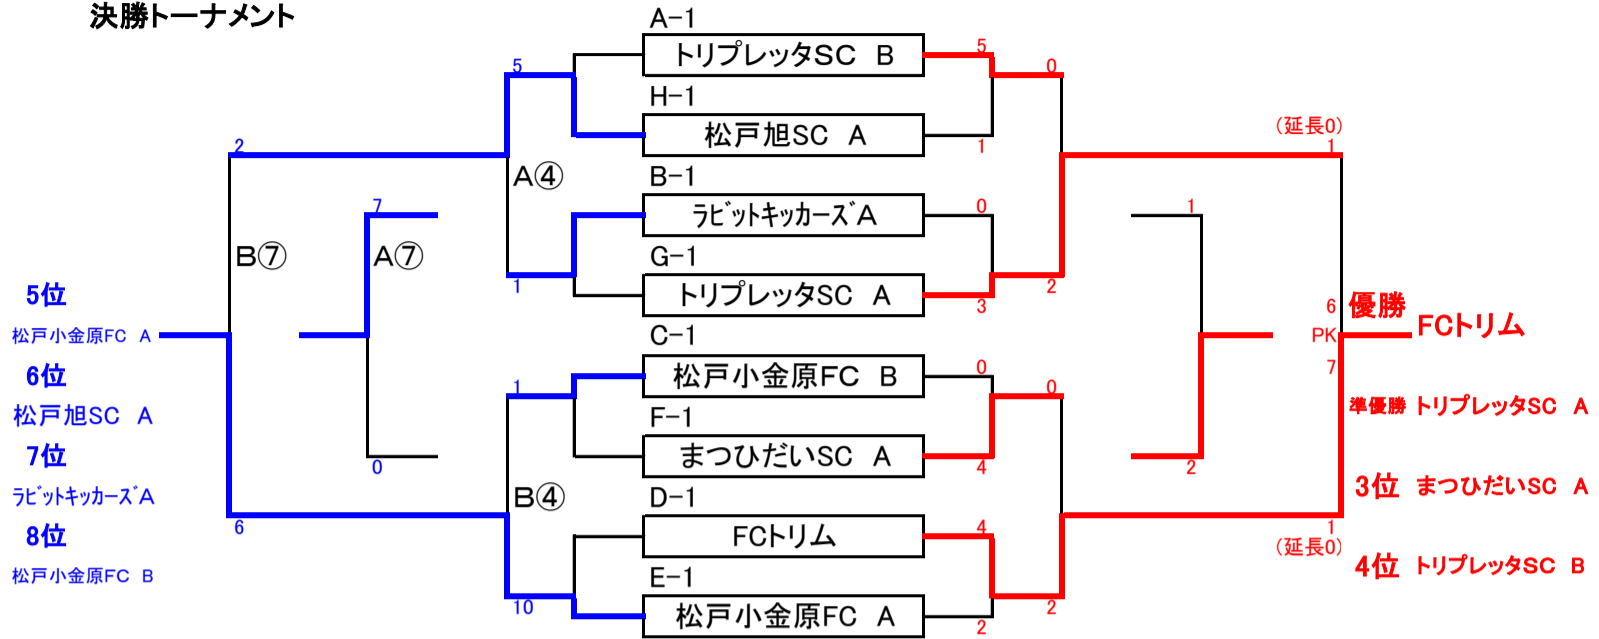 決勝トーナメント
A-1
トリプレッタSC B
5
0
5
H-1
松戸旭SC A
1
(延長0)
1
2
A④
B-1
ラビットキッカーズA
0
7
1
B⑦
A⑦
G-1
トリプレッタSC A
3
2
1
5位
松戸小金原FC A
C-1
松戸小金原FC B
0
0
1
6
優勝
FCトリム
PK
7
6位
松戸旭SC A
F-1
まつひだいSC A
4
準優勝 トリプレッタSC A
7位
ラビットキッカーズA
0
2
B④
D-1
FCトリム
4
3位 まつひだいSC A
6
1
(延長0)
8位
松戸小金原FC B
E-1
松戸小金原FC A
2
2
10
4位 トリプレッタSC B